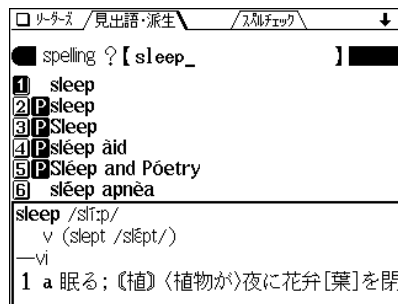 リーダーズ 見出語・派生 スペルチェック
spelling ?【sleep_ 】
1 sleep
2 P sleep
3 P Sleep
4 P sléep àid
5 P Sléep and Póetry
6 sléep apnèa
sleep /slíːp/
v (slept /slépt/)
—vi
1 a 眠る;〘植〙〈植物が〉夜に花弁[葉]を閉